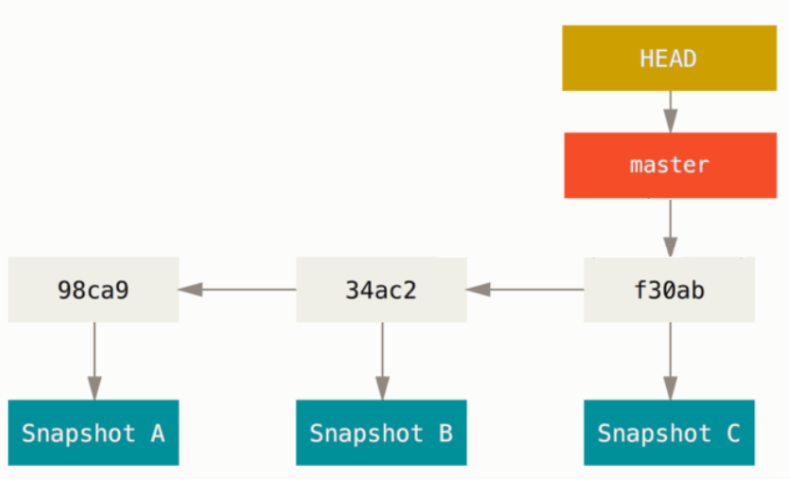 HEAD
master
98ca9
34ac2
f30ab
Snapshot A
Snapshot B
Snapshot C